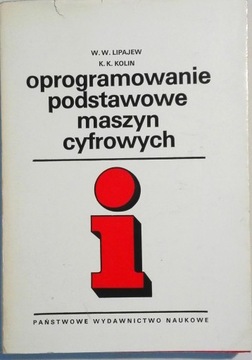 W. W. LIPAJEW
K. K. KOLIN
oprogramowanie
podstawowe
maszyn
cyfrowych
i
PAŃSTWOWE WYDAWNICTWO NAUKOWE